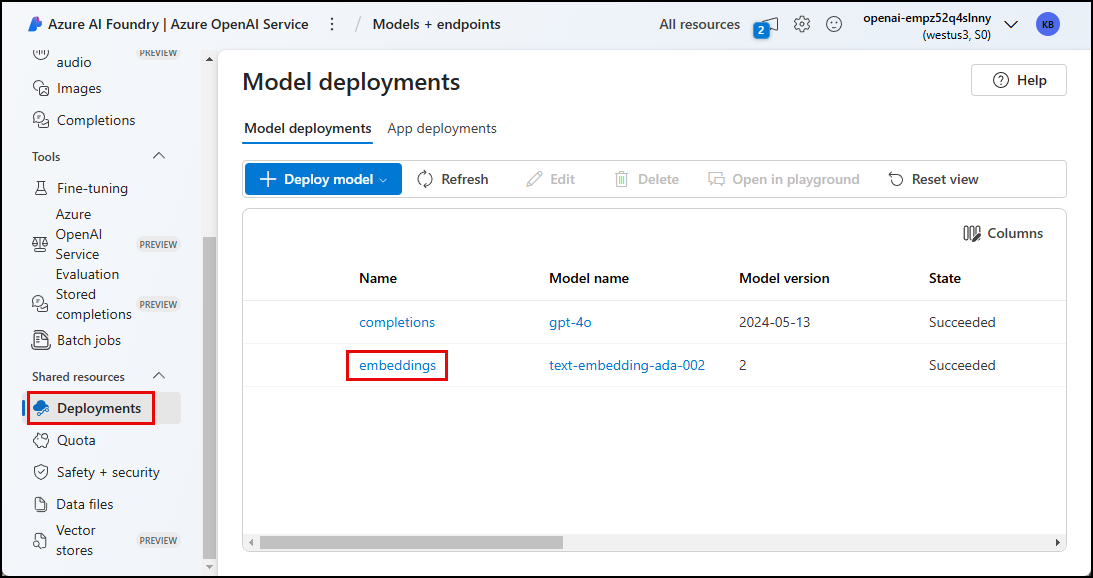 Azure AI Foundry | Azure OpenAI Service
/ Models + endpoints
All resources
2
openai-empz52q4slnny
(westus3, S0)
KB
audio
PREVIEW
Images
Completions
Tools
Fine-tuning
Azure
OpenAI
Service
Evaluation
PREVIEW
Stored
completions
PREVIEW
Batch jobs
Shared resources
Deployments
Quota
Safety + security
Data files
Vector
stores
PREVIEW
Model deployments
Help
Model deployments App deployments
Deploy model Refresh Edit Delete Open in playground Reset view
Columns
Name Model name Model version State
completions gpt-4o 2024-05-13 Succeeded
embeddings text-embedding-ada-002 2 Succeeded